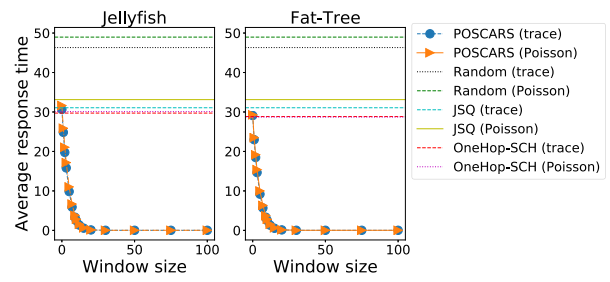 Jellyfish
Fat-Tree
Average response time
50
40
30
20
10
0
0
50
100
Window size
50
40
30
20
10
0
0
50
100
Window size
POSCARS (trace)
POSCARS (Poisson)
Random (trace)
Random (Poisson)
JSQ (trace)
JSQ (Poisson)
OneHop-SCH (trace)
OneHop-SCH (Poisson)